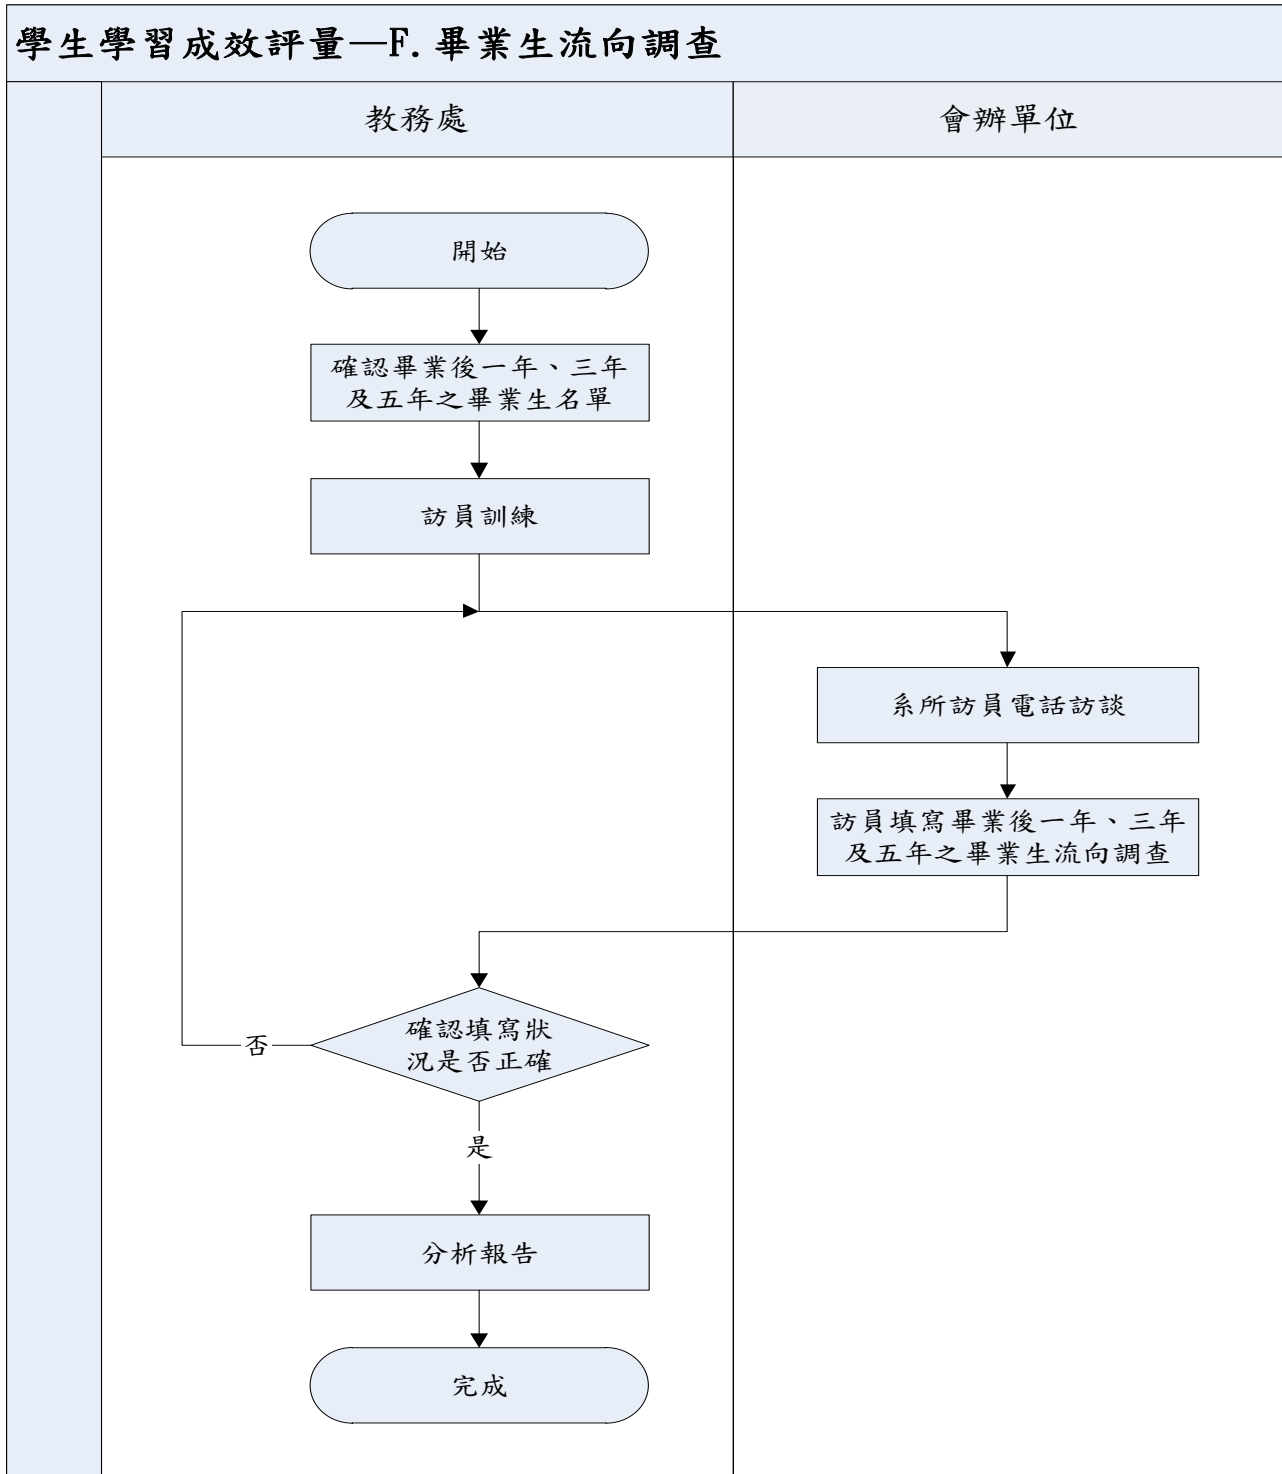 學生學習成效評量—F.畢業生流向調查
教務處
會辦單位
開始
確認畢業後一年、三年
及五年之畢業生名單
訪員訓練
系所訪員電話訪談
訪員填寫畢業後一年、三年
及五年之畢業生流向調查
確認填寫狀
況是否正確
否
是
分析報告
完成